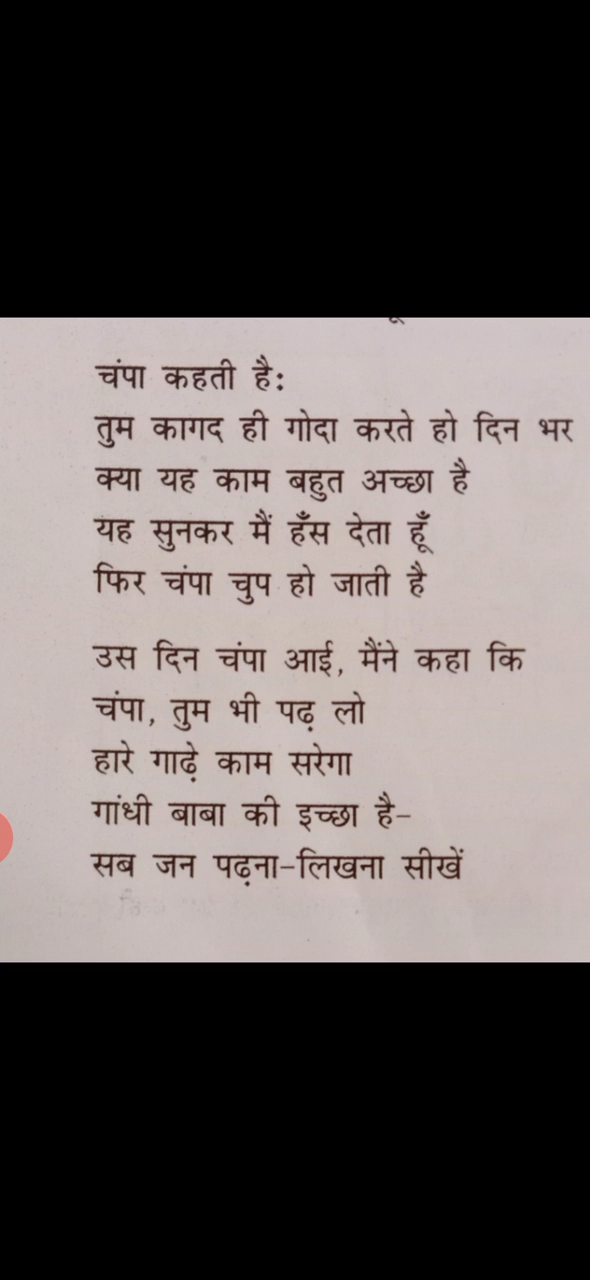 चंपा कहती है:
तुम कागद ही गोदा करते हो दिन भर
क्या यह काम बहुत अच्छा है
यह सुनकर मैं हँस देता हूँ
फिर चंपा चुप हो जाती है
उस दिन चंपा आई, मैंने कहा कि
चंपा, तुम भी पढ़ लो
हारे गाढ़े काम सरेगा
गांधी बाबा की इच्छा है-
सब जन पढ़ना-लिखना सीखें